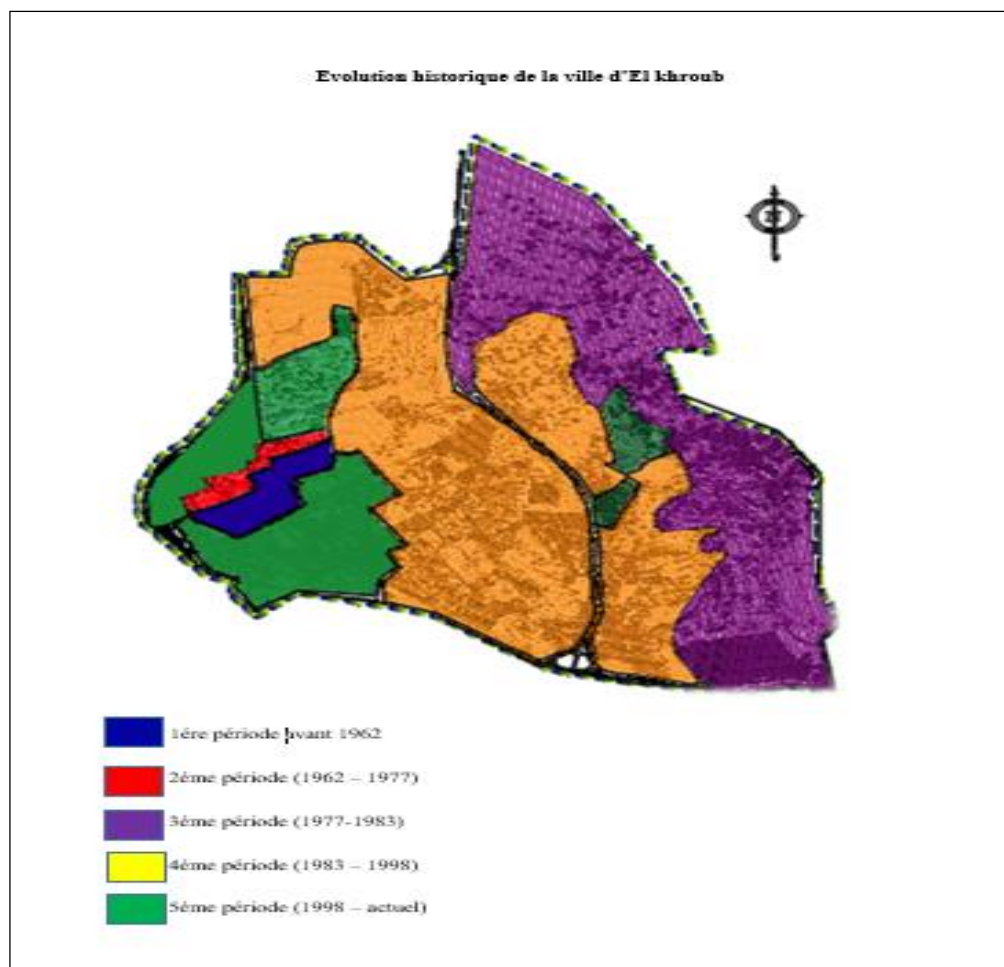 Evolution historique de la ville d'El khroub
1ére période avant 1962
2éme période (1962 – 1977)
3éme période (1977-1983)
4éme période (1983 – 1998)
5éme période (1998 – actuel)